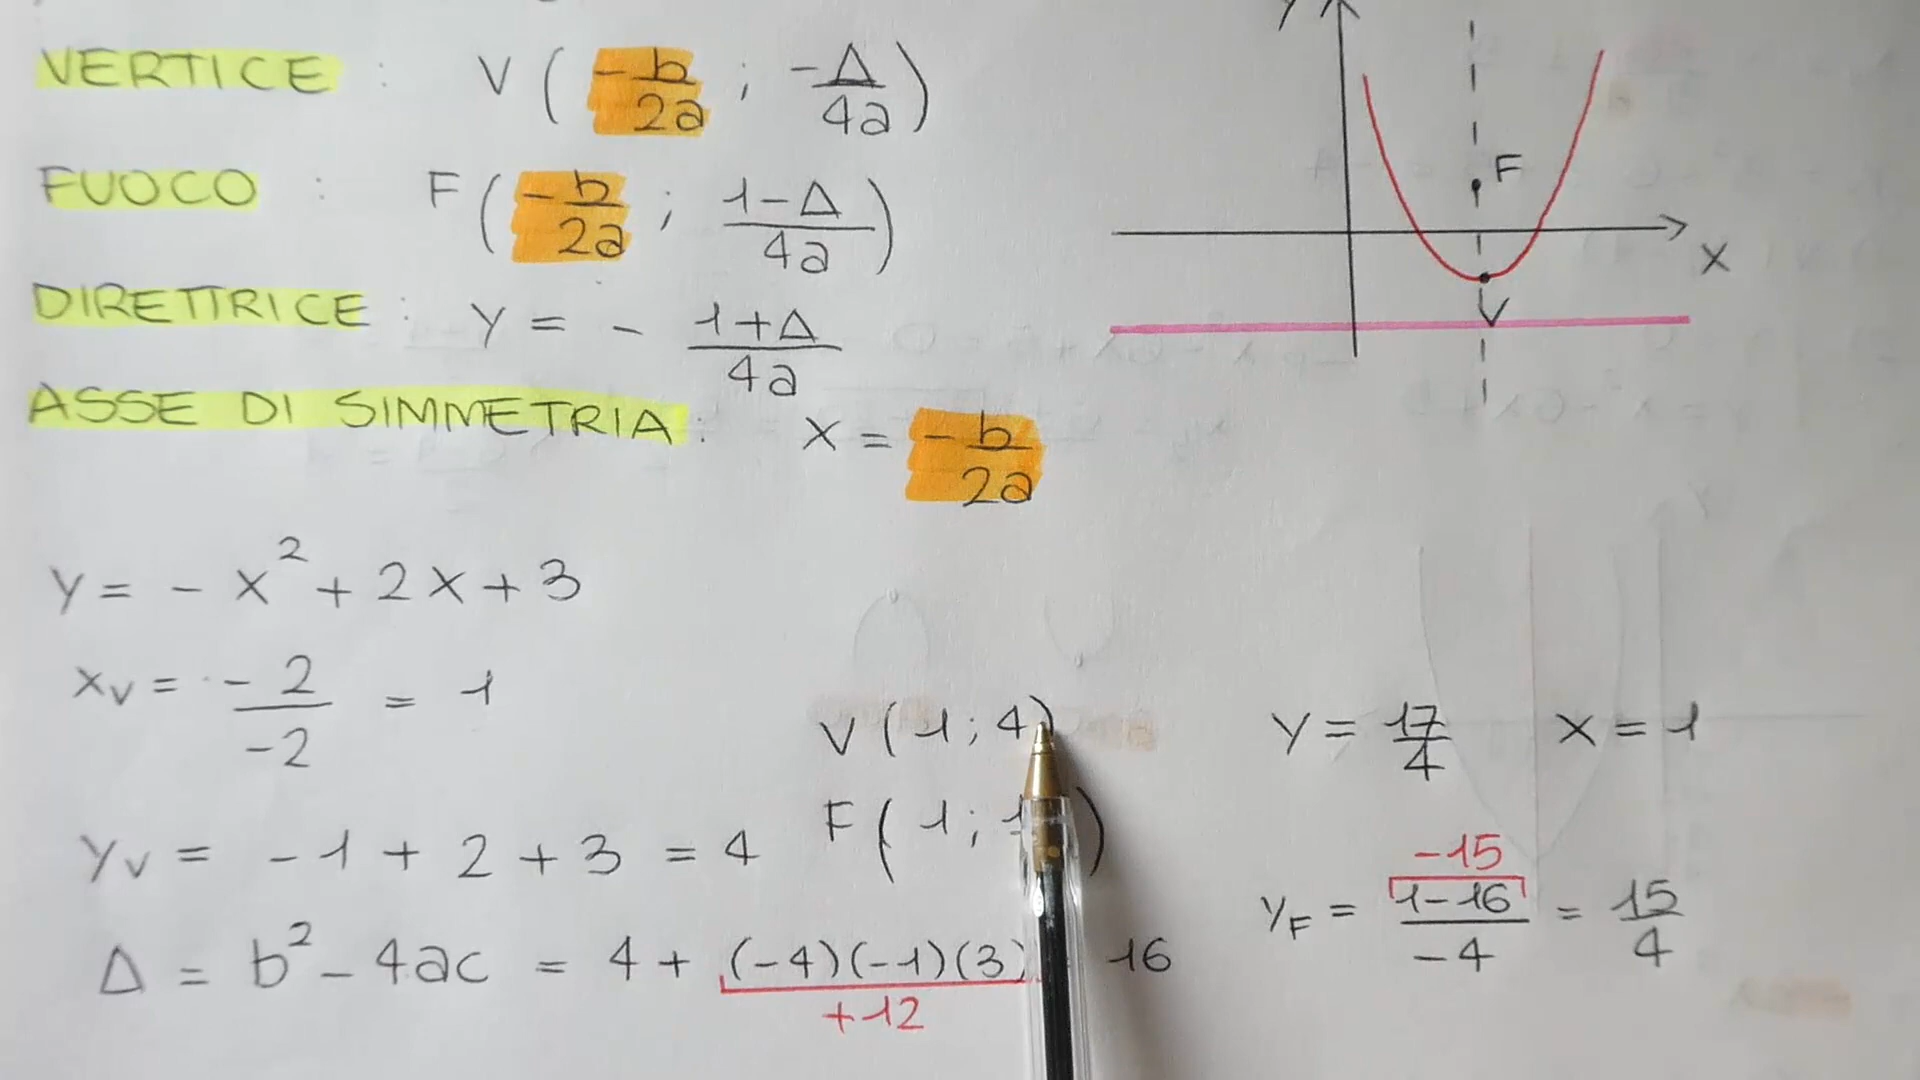 VERTICE : V ( -b/2a ; -Δ/4a )
FUOCO : F ( -b/2a ; 1-Δ/4a )
DIRETTRICE : y = - 1+Δ/4a
ASSE DI SIMMETRIA : x = -b/2a
y
F
x
V
y = - x² + 2x + 3
xv = -2/-2 = 1
V ( 1 ; 4 )
y = 17/4 x = 1
yv = -1 + 2 + 3 = 4
F ( 1 ; )
-15
yF = 1-16/-4 = 15/4
Δ = b² - 4ac = 4 + (-4)(-1)(3) 16
+12